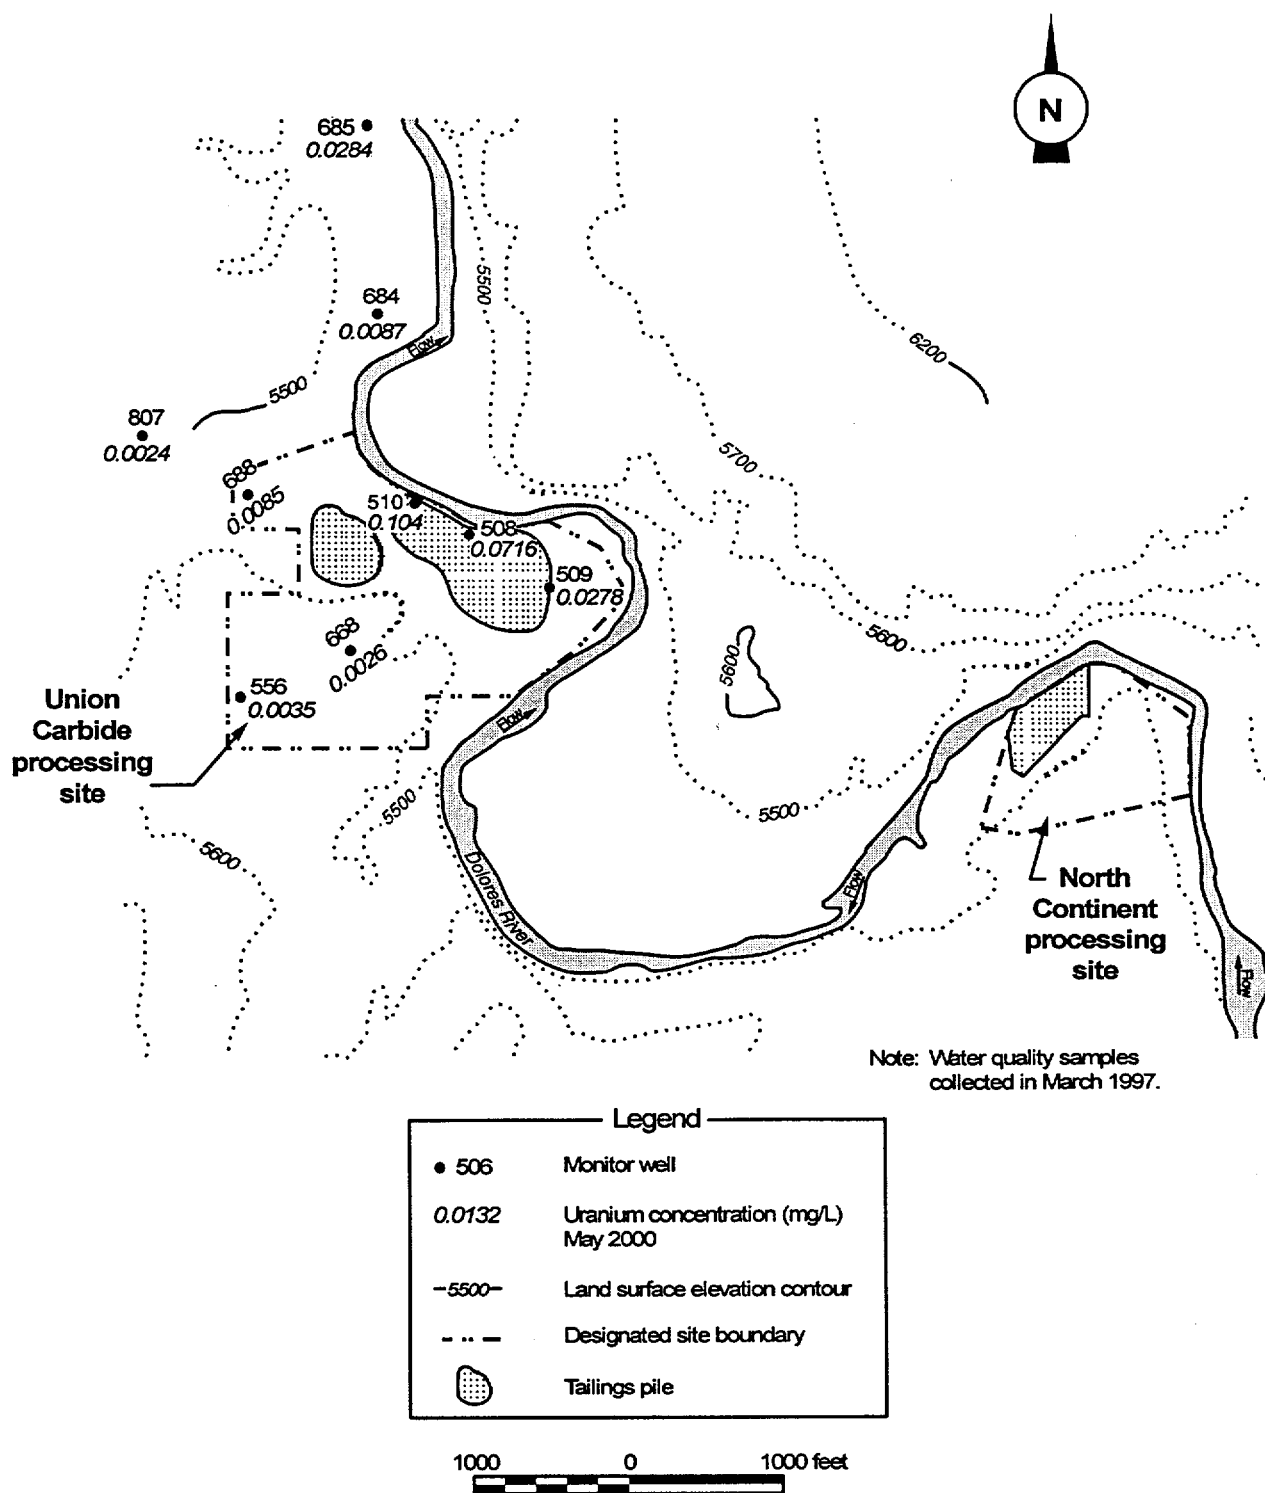 N
685
0.0284
5500
684
0.0087
Flow
6200
5500
807
0.0024
5700
688
0.0085
510
0.104
508
0.0716
509
0.0278
668
0.0026
5600
5600
556
0.0035
Union
Carbide
processing
site
Flow
5500
5500
5600
Dolores River
Flow
North
Continent
processing
site
Flow
Note: Water quality samples
collected in March 1997.
Legend
506 Monitor well
0.0132 Uranium concentration (mg/L)
May 2000
5500 Land surface elevation contour
Designated site boundary
Tailings pile
1000 0 1000 feet